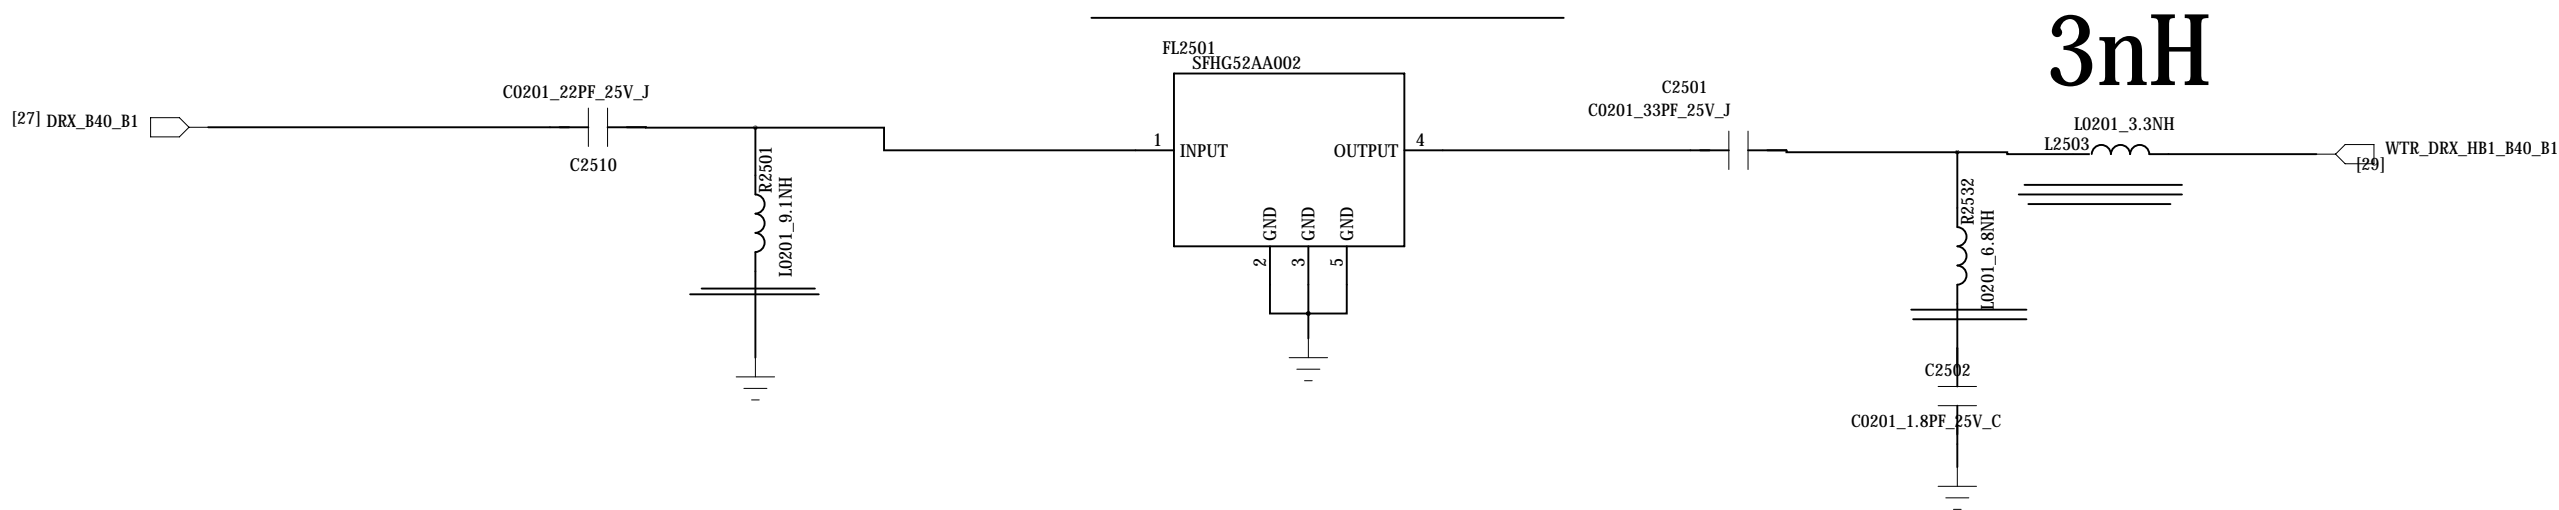 3nH
FL2501
SFHG52AA002
C0201_22PF_25V_J
C2501
C0201_33PF_25V_J
[27] DRX_B40_B1
L0201_3.3NH
L2503
WTR_DRX_HB1_B40_B1
[29]
C2510
1
INPUT
OUTPUT
4
R2501
L0201_9.1NH
GND
GND
GND
2
3
5
R2532
L0201_6.8NH
C2502
C0201_1.8PF_25V_C